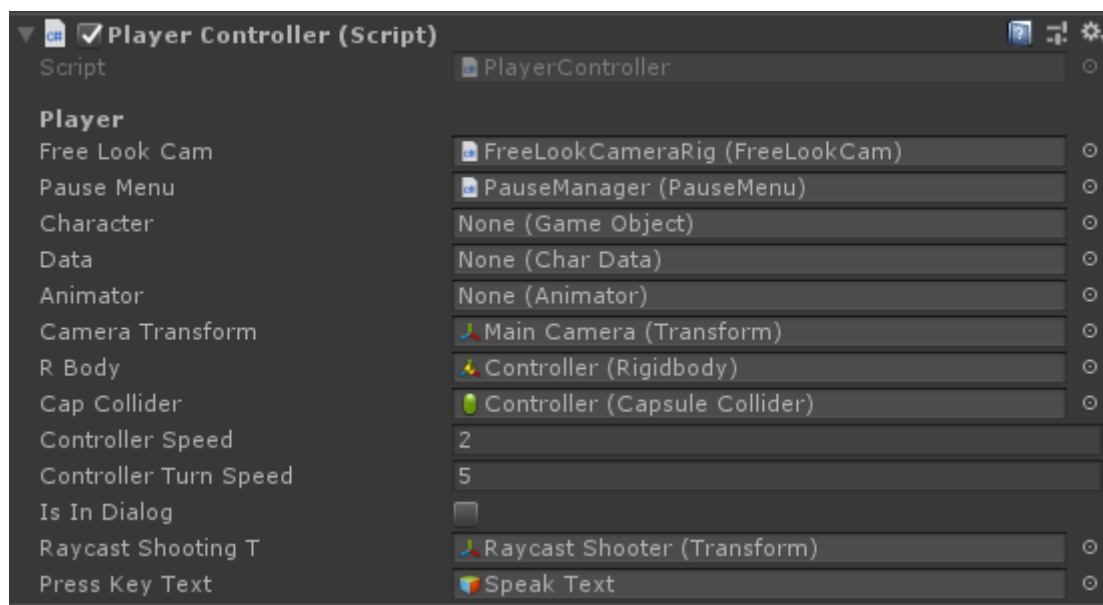 Player Controller (Script)
Script PlayerController
Player
Free Look Cam FreeLookCameraRig (FreeLookCam)
Pause Menu PauseManager (PauseMenu)
Character None (Game Object)
Data None (Char Data)
Animator None (Animator)
Camera Transform Main Camera (Transform)
R Body Controller (Rigidbody)
Cap Collider Controller (Capsule Collider)
Controller Speed 2
Controller Turn Speed 5
Is In Dialog
Raycast Shooting T Raycast Shooter (Transform)
Press Key Text Speak Text